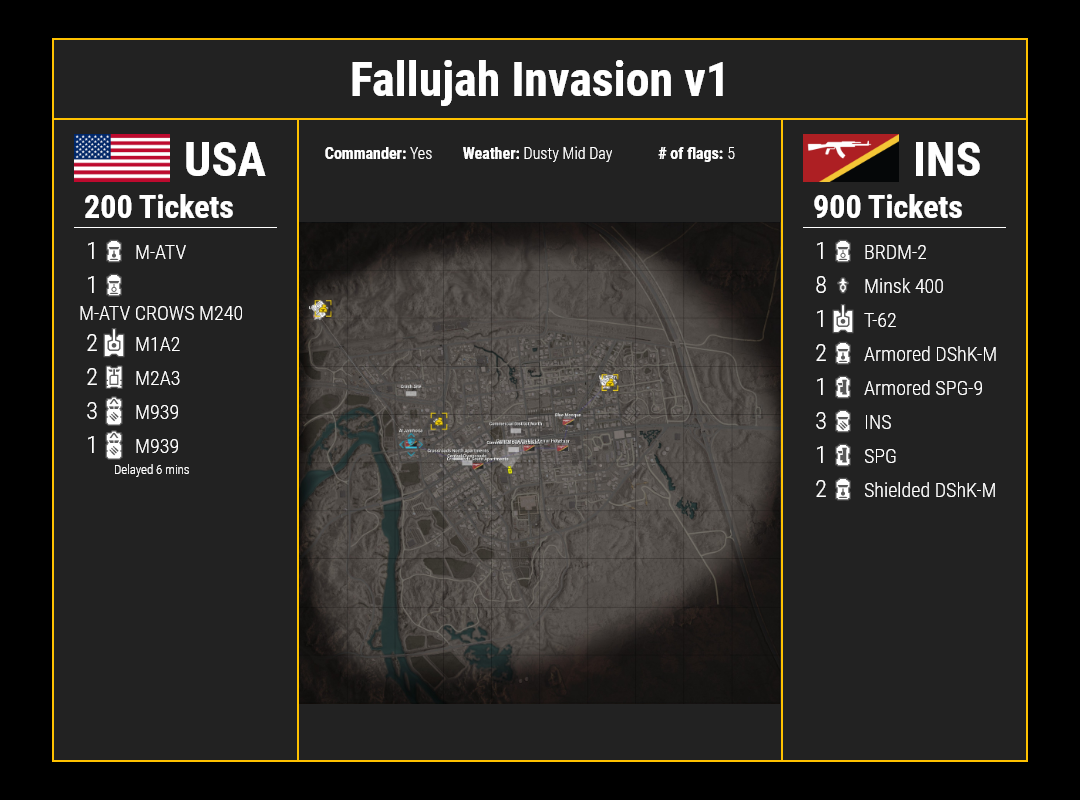 Fallujah Invasion v1
USA
200 Tickets
1 M-ATV
1
M-ATV CROWS M240
2 M1A2
2 M2A3
3 M939
1 M939
Delayed 6 mins
Commander: Yes Weather: Dusty Mid Day # of flags: 5
Commercial District North
INS
900 Tickets
1 BRDM-2
8 Minsk 400
1 T-62
2 Armored DShK-M
1 Armored SPG-9
3 INS
1 SPG
2 Shielded DShK-M